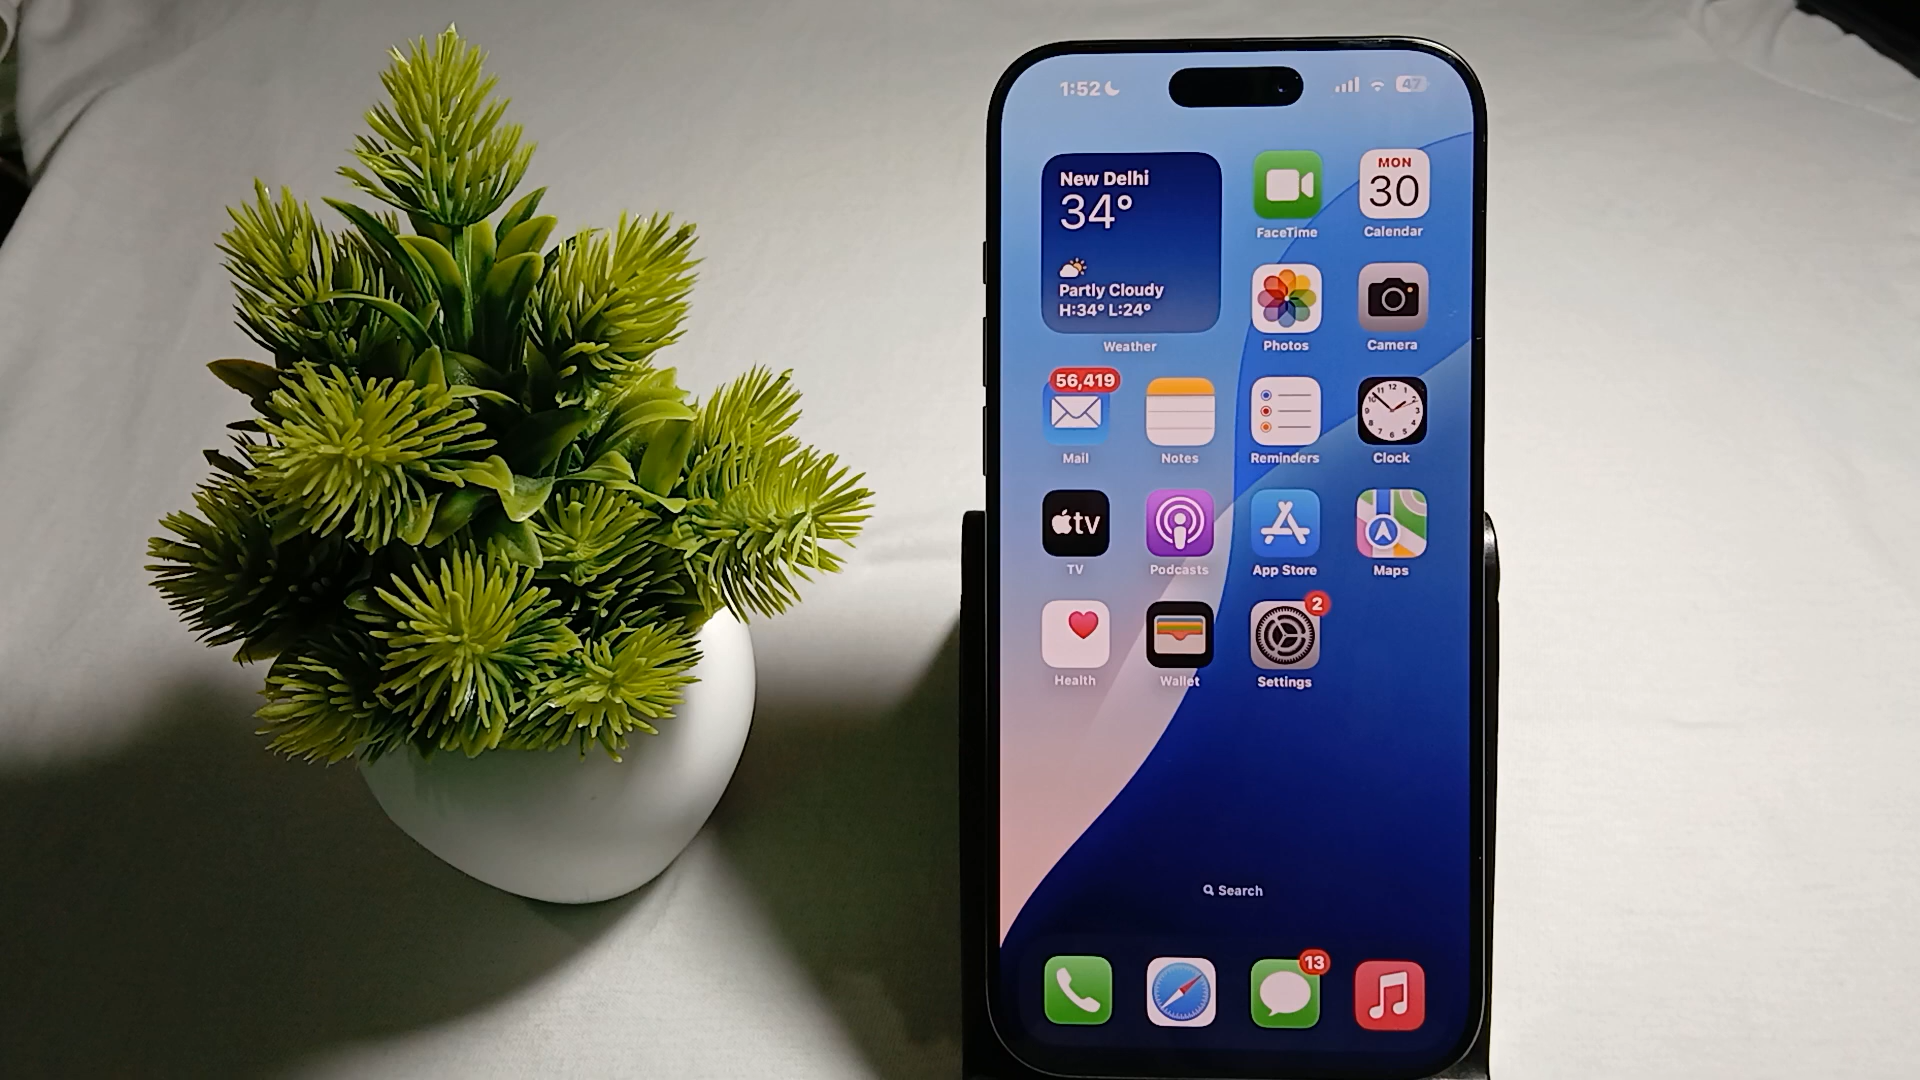 1:52
47
New Delhi
34°
Partly Cloudy
H:34° L:24°
Weather
FaceTime
MON
30
Calendar
Photos
Camera
56,419
Mail
Notes
Reminders
Clock
tv
TV
Podcasts
App Store
Maps
Health
Wallet
2
Settings
Search
13